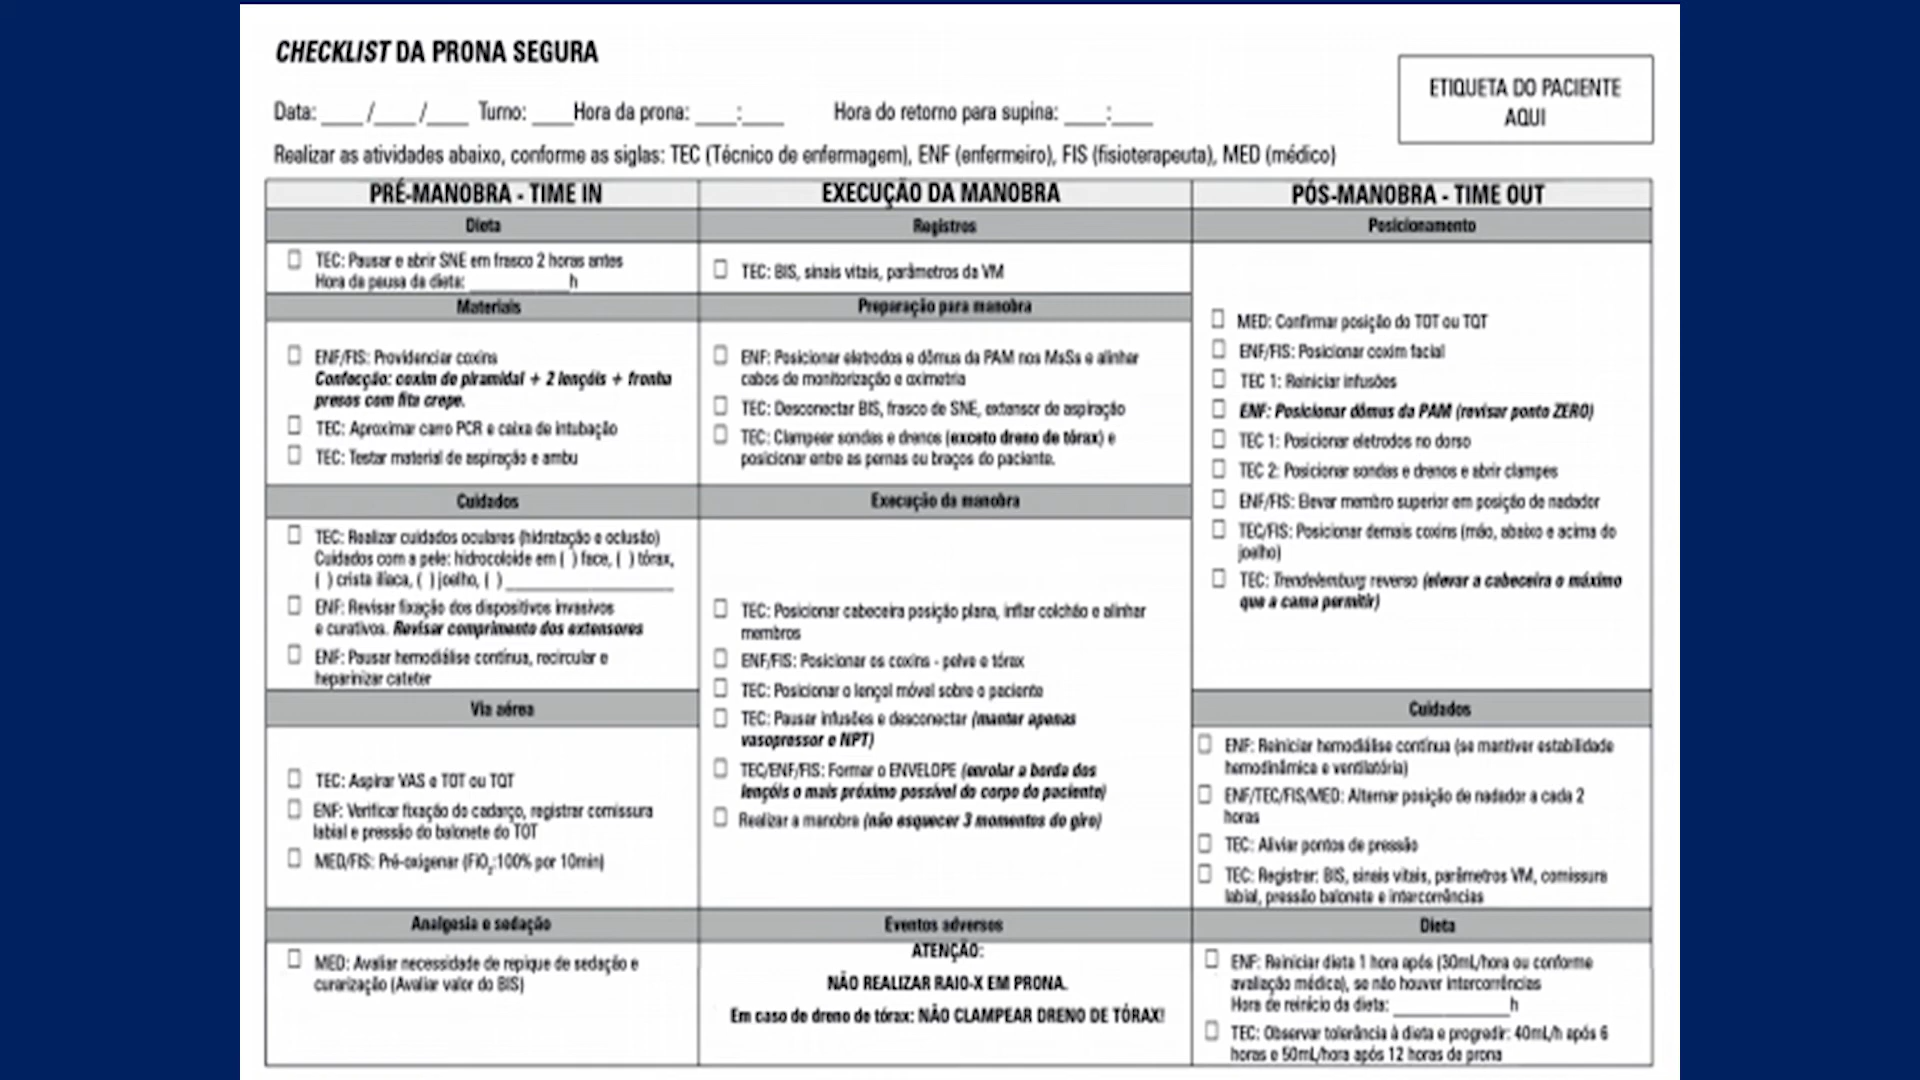 CHECKLIST DA PRONA SEGURA
ETIQUETA DO PACIENTE
AQUI
Data: ____ /____ /____ Turno: ____Hora da prona: ____:____ Hora do retorno para supina: ____:____
Realizar as atividades abaixo, conforme as siglas: TEC (Técnico de enfermagem), ENF (enfermeiro), FIS (fisioterapeuta), MED (médico)
PRÉ-MANOBRA - TIME IN
Dieta
TEC: Pausar e abrir SNE em frasco 2 horas antes
Hora da pausa da dieta: ____________h
Materiais
ENF/FIS: Providenciar coxins
Confecção: coxim de piramidal + 2 lençóis + fronha
presos com fita crepe.
TEC: Aproximar carro PCR e caixa de intubação
TEC: Testar material de aspiração e ambu
Cuidados
TEC: Realizar cuidados oculares (hidratação e oclusão)
Cuidados com a pele: hidrocoloide em ( ) face, ( ) tórax,
( ) crista ilíaca, ( ) joelho, ( ) ____________________
ENF: Revisar fixação dos dispositivos invasivos
e curativos. Revisar comprimento dos extensores
ENF: Pausar hemodiálise contínua, recircular e
heparinizar cateter
Via aérea
TEC: Aspirar VAS e TOT ou TQT
ENF: Verificar fixação do cadarço, registrar comissura
labial e pressão do balonete do TOT
MED/FIS: Pré-oxigenar (FiO2:100% por 10min)
Analgesia e sedação
MED: Avaliar necessidade de repique de sedação e
curarização (Avaliar valor do BIS)
EXECUÇÃO DA MANOBRA
Registros
TEC: BIS, sinais vitais, parâmetros da VM
Preparação para manobra
ENF: Posicionar eletrodos e dômus da PAM nos MsSs e alinhar
cabos de monitorização e oximetria
TEC: Desconectar BIS, frasco de SNE, extensor de aspiração
TEC: Clampear sondas e drenos (exceto dreno de tórax) e
posicionar entre as pernas ou braços do paciente.
Execução da manobra
TEC: Posicionar cabeceira posição plana, inflar colchão e alinhar
membros
ENF/FIS: Posicionar os coxins - pelve e tórax
TEC: Posicionar o lençol móvel sobre o paciente
TEC: Pausar infusões e desconectar (manter apenas
vasopressor e NPT)
TEC/ENF/FIS: Formar o ENVELOPE (enrolar a borda dos
lençóis o mais próximo possível do corpo do paciente)
Realizar a manobra (não esquecer 3 momentos do giro)
Eventos adversos
ATENÇÃO:
NÃO REALIZAR RAIO-X EM PRONA.
Em caso de dreno de tórax: NÃO CLAMPEAR DRENO DE TÓRAX!
PÓS-MANOBRA - TIME OUT
Posicionamento
MED: Confirmar posição do TOT ou TQT
ENF/FIS: Posicionar coxim facial
TEC 1: Reiniciar infusões
ENF: Posicionar dômus da PAM (revisar ponto ZERO)
TEC 1: Posicionar eletrodos no dorso
TEC 2: Posicionar sondas e drenos e abrir clampes
ENF/FIS: Elevar membro superior em posição de nadador
TEC/FIS: Posicionar demais coxins (mão, abaixo e acima do
joelho)
TEC: Trendelemburg reverso (elevar a cabeceira o máximo
que a cama permitir)
Cuidados
ENF: Reiniciar hemodiálise contínua (se mantiver estabilidade
hemodinâmica e ventilatória)
ENF/TEC/FIS/MED: Alternar posição de nadador a cada 2
horas
TEC: Aliviar pontos de pressão
TEC: Registrar: BIS, sinais vitais, parâmetros VM, comissura
labial, pressão balonete e intercorrências
Dieta
ENF: Reiniciar dieta 1 hora após (30mL/hora ou conforme
avaliação médica), se não houver intercorrências
Hora de reinício da dieta: ______________h
TEC: Observar tolerância à dieta e progredir: 40mL/h após 6
horas e 50mL/hora após 12 horas de prona